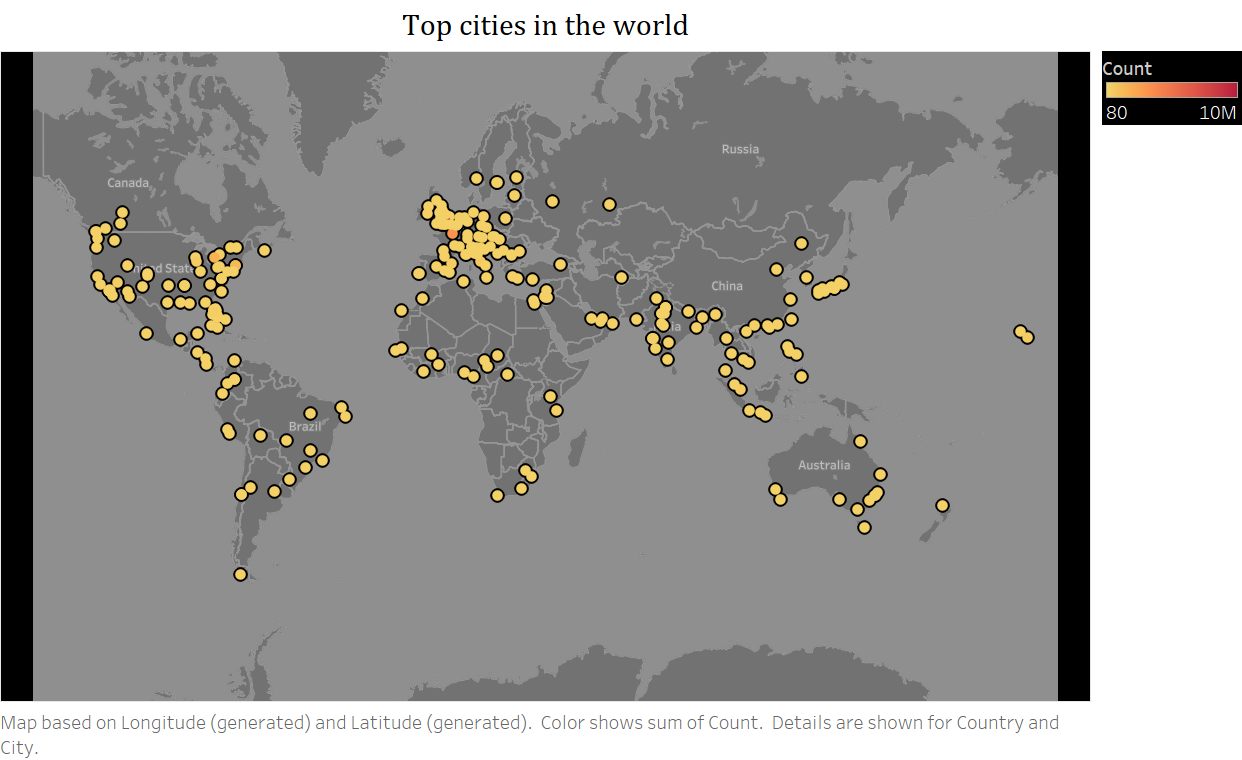 Top cities in the world
Count
80 10M
Russia
Canada
United States
China
India
Brazil
Australia
Map based on Longitude (generated) and Latitude (generated). Color shows sum of Count. Details are shown for Country and
City.